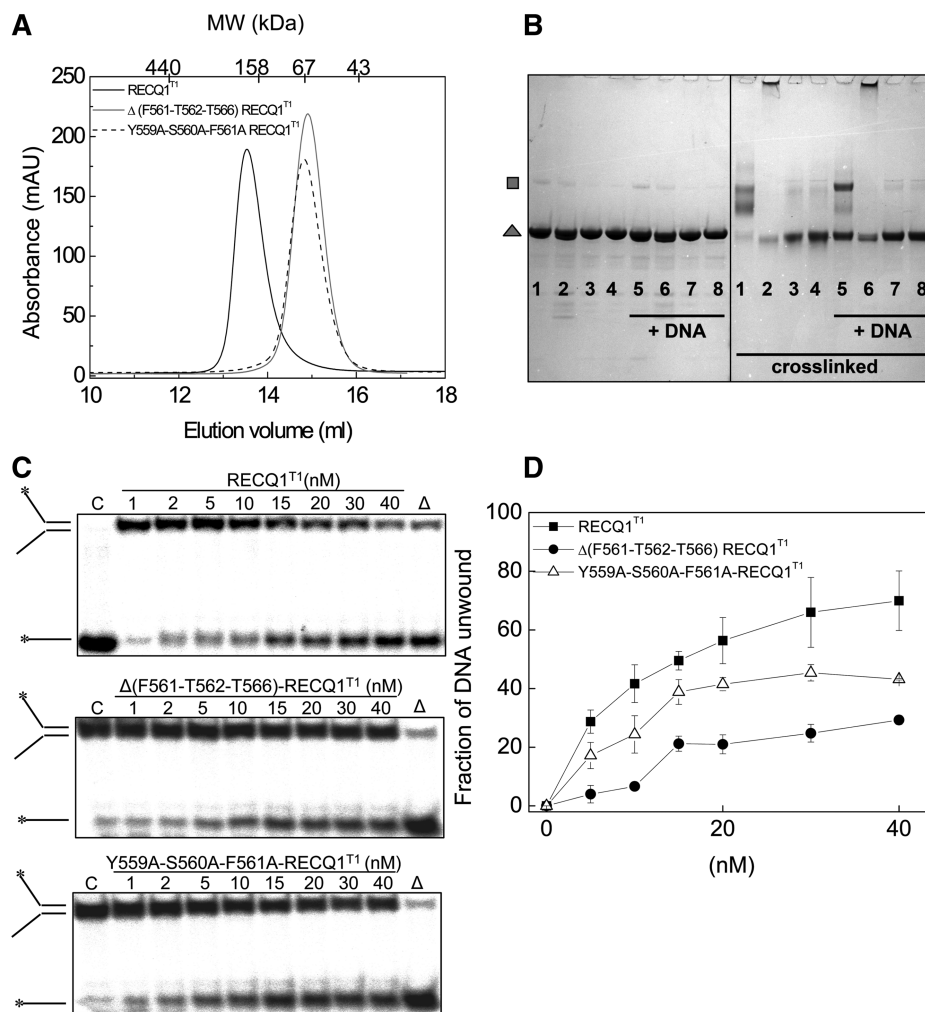 A
MW (kDa)
440 158 67 43
250
200
150
100
50
0
RECQ1T1
Δ (F561-T562-T566) RECQ1T1
Y559A-S560A-F561A RECQ1T1
Absorbance (mAU)
10 12 14 16 18
Elution volume (ml)
B
1 2 3 4 5 6 7 8
+ DNA
1 2 3 4 5 6 7 8
+ DNA
crosslinked
C
RECQ1T1(nM)
C 1 2 5 10 15 20 30 40 Δ
*
*
Δ(F561-T562-T566)-RECQ1T1 (nM)
C 1 2 5 10 15 20 30 40 Δ
*
*
Y559A-S560A-F561A-RECQ1T1 (nM)
C 1 2 5 10 15 20 30 40 Δ
*
*
D
100
80
60
40
20
0
RECQ1T1
Δ(F561-T562-T566) RECQ1T1
Y559A-S560A-F561A-RECQ1T1
Fraction of DNA unwound
0 20 40
(nM)